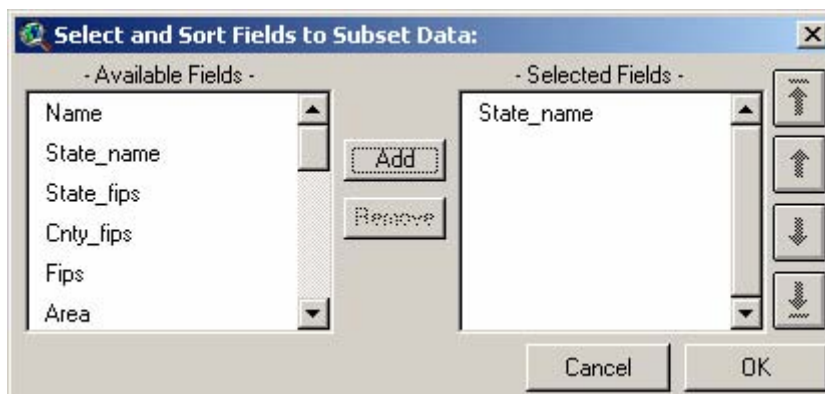 Select and Sort Fields to Subset Data:
- Available Fields -
Name
State_name
State_fips
Cnty_fips
Fips
Area
Add
Remove
- Selected Fields -
State_name
Cancel
OK